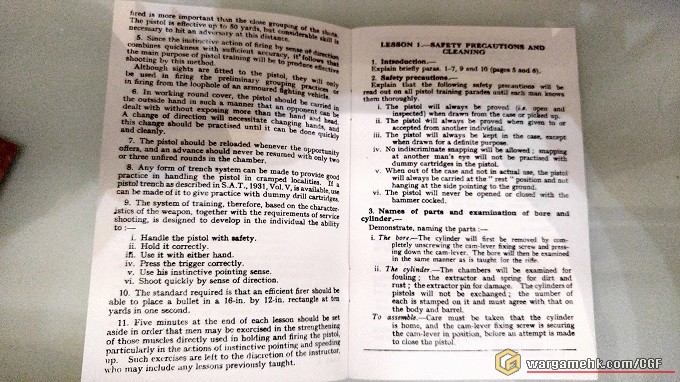 fired is more important than the close grouping of the shots.
The pistol is effective up to 50 yards, but considerable skill is
necessary to hit an adversary at this distance.
5. Since the instinctive action of firing by sense of direction
combines quickness with sufficient accuracy, it follows that
the main purpose of pistol training will be to produce effective
shooting by this method.
Although sights are fitted to the pistol, they will only
be used in firing the preliminary grouping practices or
in firing from the loophole of an armoured fighting vehicle.
6. In working round cover, the pistol should be carried in
the outside hand in such a manner that an opponent can be
dealt with without exposing more than the hand and head.
A change of direction will necessitate changing hands, and
this change should be practised until it can be done quickly
and cleanly.
7. The pistol should be reloaded whenever the opportunity
offers, and an advance should never be resumed with only two
or three unfired rounds in the chamber.
8. Any form of trench system can be made to provide good
practice in handling the pistol in cramped localities. If a
pistol trench as described in S.A.T., 1931, Vol. V, is available, use
can be made of it to give practice with dummy drill cartridges.
9. The system of training, therefore, based on the character-
istics of the weapon, together with the requirements of service
shooting, is designed to develop in the individual the ability
to :—
i. Handle the pistol with safety.
ii. Hold it correctly.
iii. Use it with either hand.
iv. Press the trigger correctly.
v. Use his instinctive pointing sense.
vi. Shoot quickly by sense of direction.
10. The standard required is that an efficient firer should be
able to place a bullet in a 16-in. by 12-in. rectangle at ten
yards in one second.
11. Five minutes at the end of each lesson should be set
aside in order that men may be exercised in the strengthening
of those muscles directly used in holding and firing the pistol,
particularly in the actions of instinctive pointing and speeding
up. Such exercises are left to the discretion of the instructor,
who may include any lessons previously taught.
LESSON 1.—SAFETY PRECAUTIONS AND
CLEANING
1. Introduction.—
Explain briefly paras. 1-7, 9 and 10 (pages 5 and 6).
2. Safety precautions.—
Explain that the following safety precautions will be
read out on all pistol training parades until each man knows
them thoroughly.
i. The pistol will always be proved (i.e. open and
inspected) when drawn from the case or picked up.
ii. The pistol will always be proved when given to or
accepted from another individual.
iii. The pistol will always be kept in the case, except
when drawn for a definite purpose.
iv. No indiscriminate snapping will be allowed ; snapping
at another man's eye will not be practised with
dummy cartridges in the pistol.
v. When out of the case and not in actual use, the pistol
will always be carried at the " rest " position and not
hanging at the side pointing to the ground.
vi. The pistol will never be opened or closed with the
hammer cocked.
3. Names of parts and examination of bore and
cylinder.—
Demonstrate, naming the parts :—
i. The bore.—The cylinder will first be removed by com-
pletely unscrewing the cam-lever fixing screw and press-
ing down the cam-lever. The bore will then be examined
in the same manner as is taught for the rifle.
ii. The cylinder.—The chambers will be examined for
fouling ; the extractor and spring for dirt and
rust ; the extractor pin for damage. The cylinders of
pistols will not be exchanged ; the number of
each is stamped on it and must agree with that on
the body and barrel.
To assemble.—Care must be taken that the cylinder
is home, and the cam-lever fixing screw is securing
the cam-lever in position, before an attempt is made
to close the pistol.
wargamehk.com/CGF